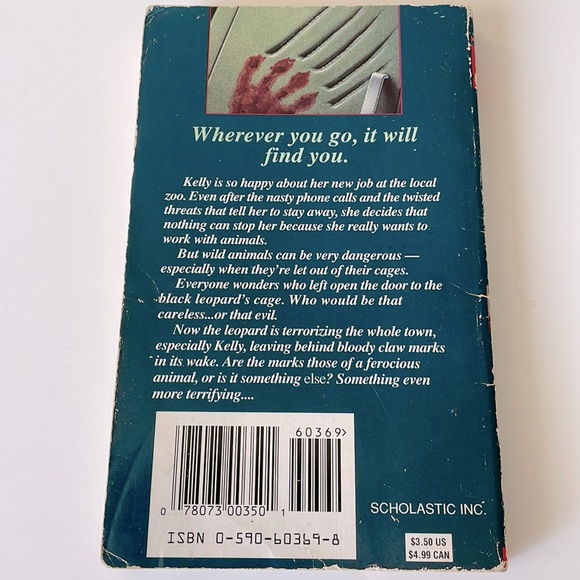 Wherever you go, it will
find you.
Kelly is so happy about her new job at the local
zoo. Even after the nasty phone calls and the twisted
threats that tell her to stay away, she decides that
nothing can stop her because she really wants to
work with animals.
But wild animals can be very dangerous —
especially when they're let out of their cages.
Everyone wonders who left open the door to the
black leopard's cage. Who would be that
careless...or that evil.
Now the leopard is terrorizing the whole town,
especially Kelly, leaving behind bloody claw marks
in its wake. Are the marks those of a ferocious
animal, or is it something else? Something even
more terrifying....
60369>
0 78073 00350 1
ISBN 0-590-60369-8
SCHOLASTIC INC.
$3.50 US
$4.99 CAN